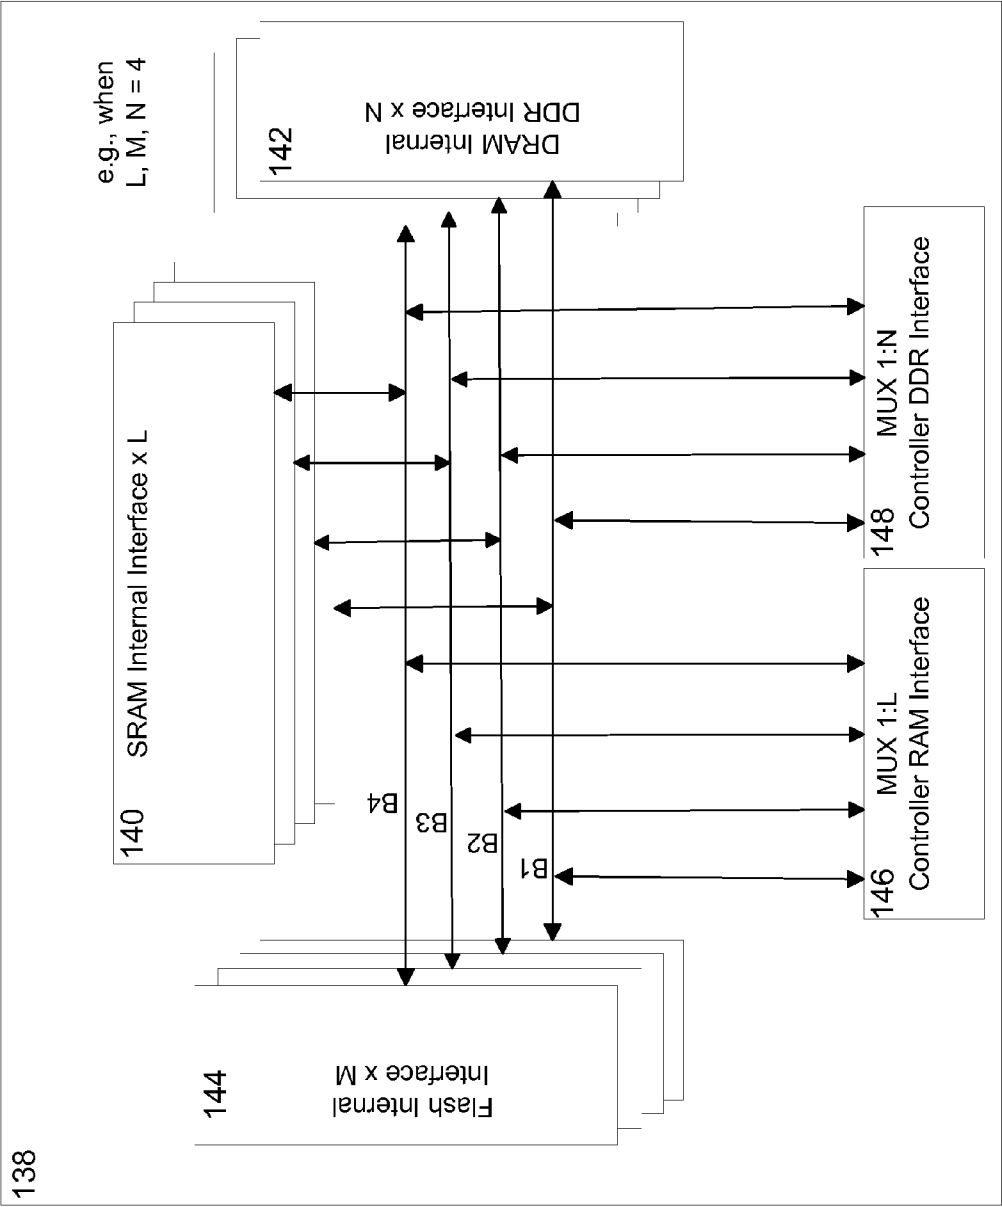 138
e.g., when
L, M, N = 4
140
SRAM Internal Interface x L
142
DRAM Internal
DDR Interface x N
144
Flash Internal
Interface x M
B4
B3
B2
B1
146
MUX 1:L
Controller RAM Interface
148
MUX 1:N
Controller DDR Interface